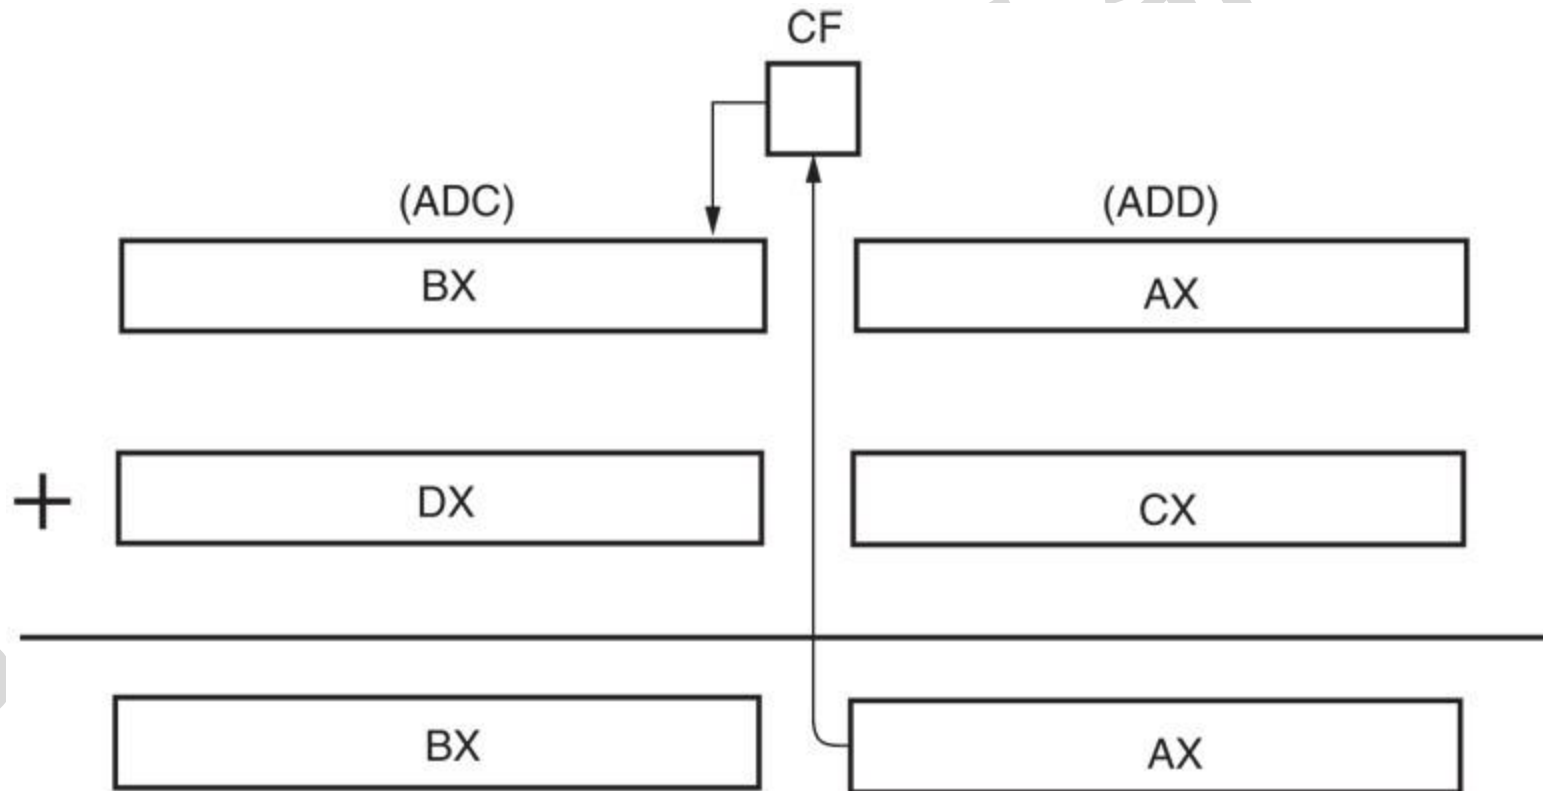 CF
(ADC) (ADD)
BX AX
+ DX CX
BX AX